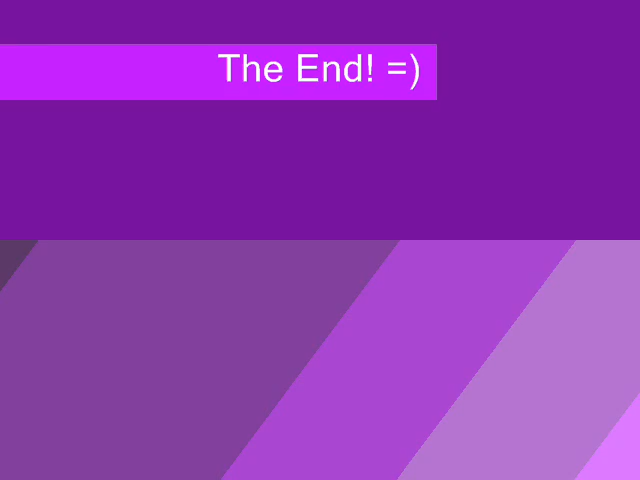 The End! =)